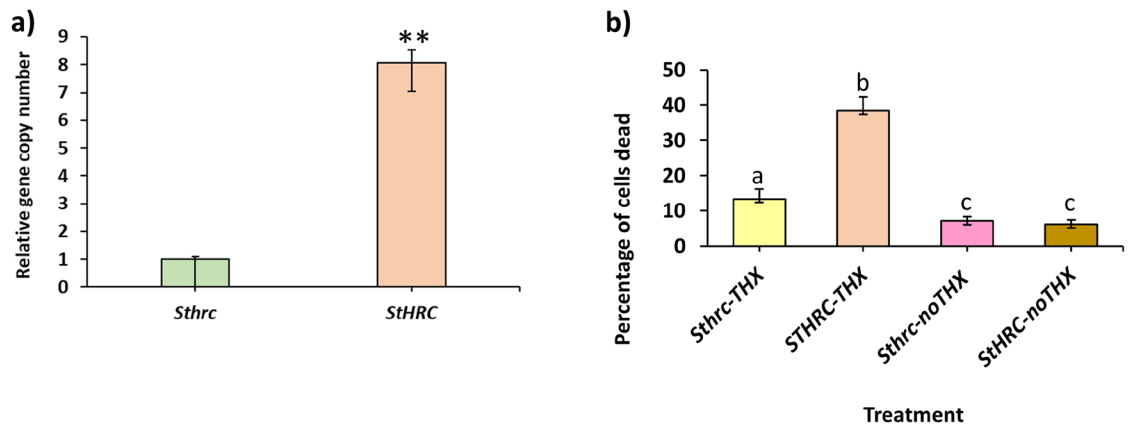 a)
Relative gene copy number
9
8
7
6
5
4
3
2
1
0
**
Sthrc
StHRC
b)
Percentage of cells dead
50
40
30
20
10
0
a
b
c
c
Sthrc-THX
STHRC-THX
Sthrc-noTHX
StHRC-noTHX
Treatment